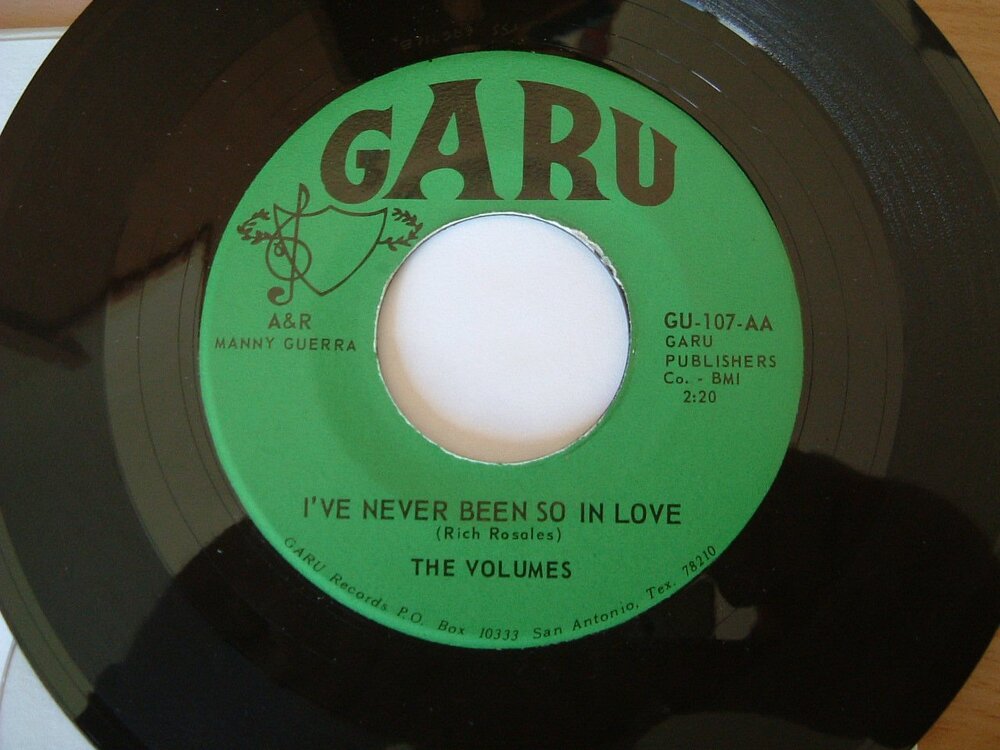 GARU
A&R
MANNY GUERRA
GU-107-AA
GARU
PUBLISHERS
Co. - BMI
2:20
I'VE NEVER BEEN SO IN LOVE
(Rich Rosales)
THE VOLUMES
GARU Records P.O. Box 10333 San Antonio, Tex. 78210